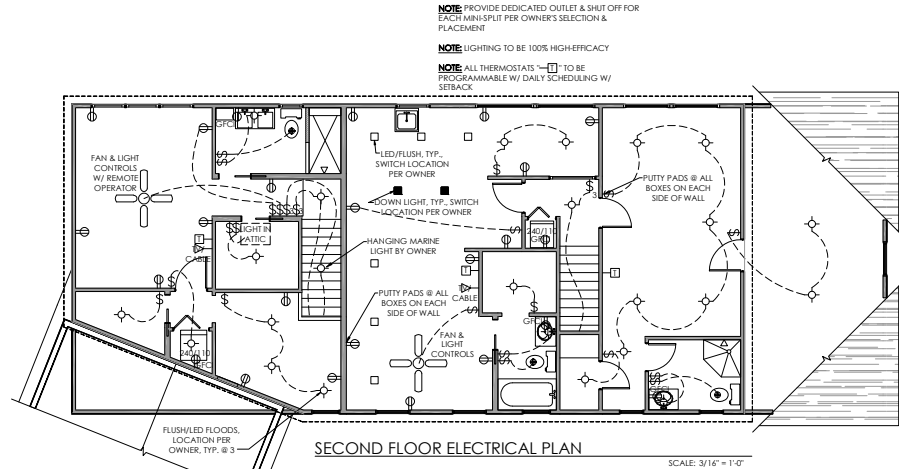 NOTE: PROVIDE DEDICATED OUTLET & SHUT OFF FOR
EACH MINI-SPLIT PER OWNER'S SELECTION &
PLACEMENT
NOTE: LIGHTING TO BE 100% HIGH-EFFICACY
NOTE: ALL THERMOSTATS "—T" TO BE
PROGRAMMABLE W/ DAILY SCHEDULING W/
SETBACK
GFCI
FAN & LIGHT
CONTROLS
W/ REMOTE
OPERATOR
LED/FLUSH, TYP.,
SWITCH LOCATION
PER OWNER
DOWN LIGHT, TYP., SWITCH
LOCATION PER OWNER
PUTTY PADS @ ALL
BOXES ON EACH
SIDE OF WALL
3
3
LIGHT IN
ATTIC
T
CABLE
HANGING MARINE
LIGHT BY OWNER
240/110
GFCI
T
CABLE
T
PUTTY PADS @ ALL
BOXES ON EACH
SIDE OF WALL
FAN &
LIGHT
CONTROLS
GFCI
240/110
GFCI
GFCI
FLUSH/LED FLOODS,
LOCATION PER
OWNER, TYP. @ 3
SECOND FLOOR ELECTRICAL PLAN
SCALE: 3/16" = 1'-0"